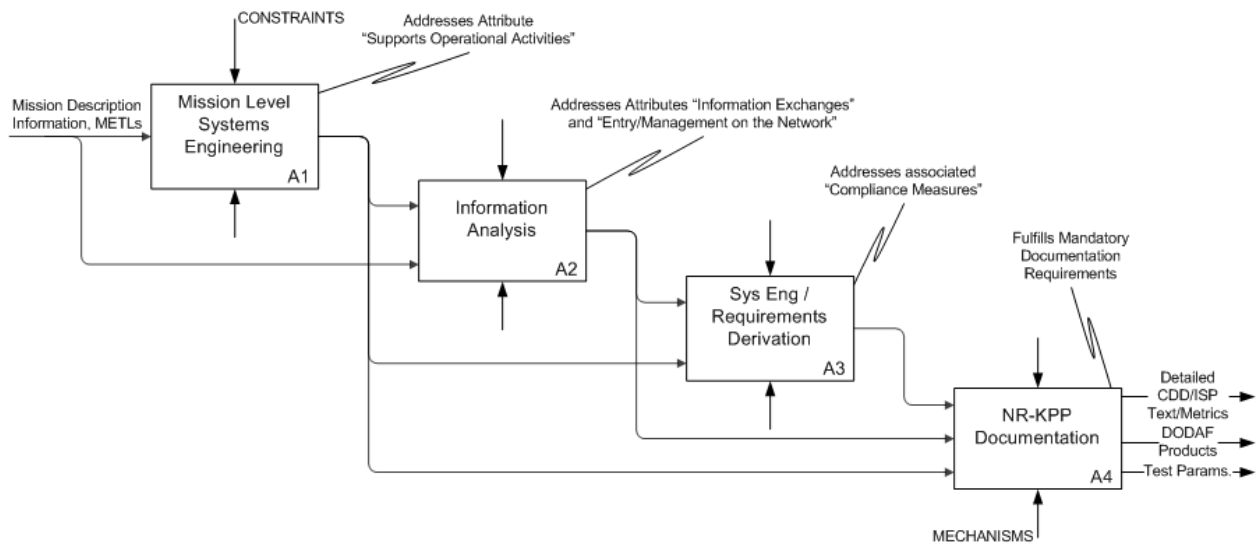 CONSTRAINTS
Addresses Attribute
“Supports Operational Activities”
Mission Description
Information, METLs
Mission Level
Systems
Engineering
A1
Addresses Attributes “Information Exchanges”
and “Entry/Management on the Network”
Information
Analysis
A2
Addresses associated
“Compliance Measures”
Sys Eng /
Requirements
Derivation
A3
Fulfills Mandatory
Documentation
Requirements
NR-KPP
Documentation
A4
Detailed
CDD/ISP
Text/Metrics
DODAF
Products
Test Params.
MECHANISMS